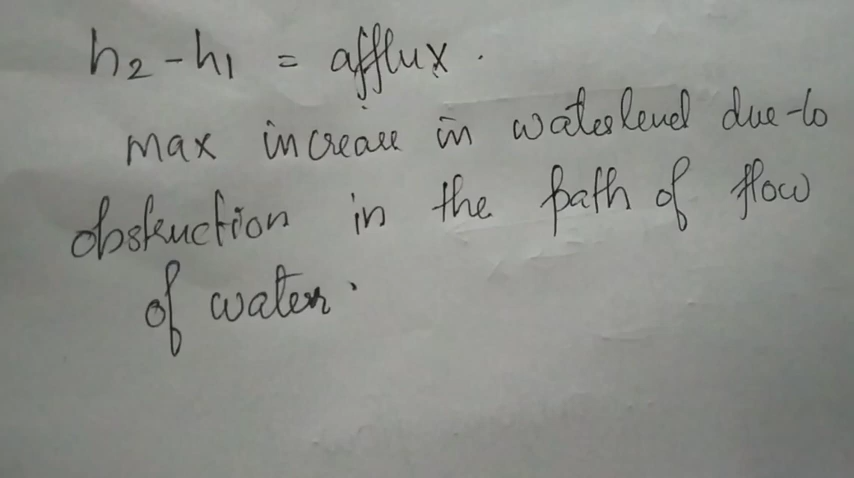 h2 - h1 = afflux.
max increase in waterlevel due-to
obstruction in the path of flow
of water.